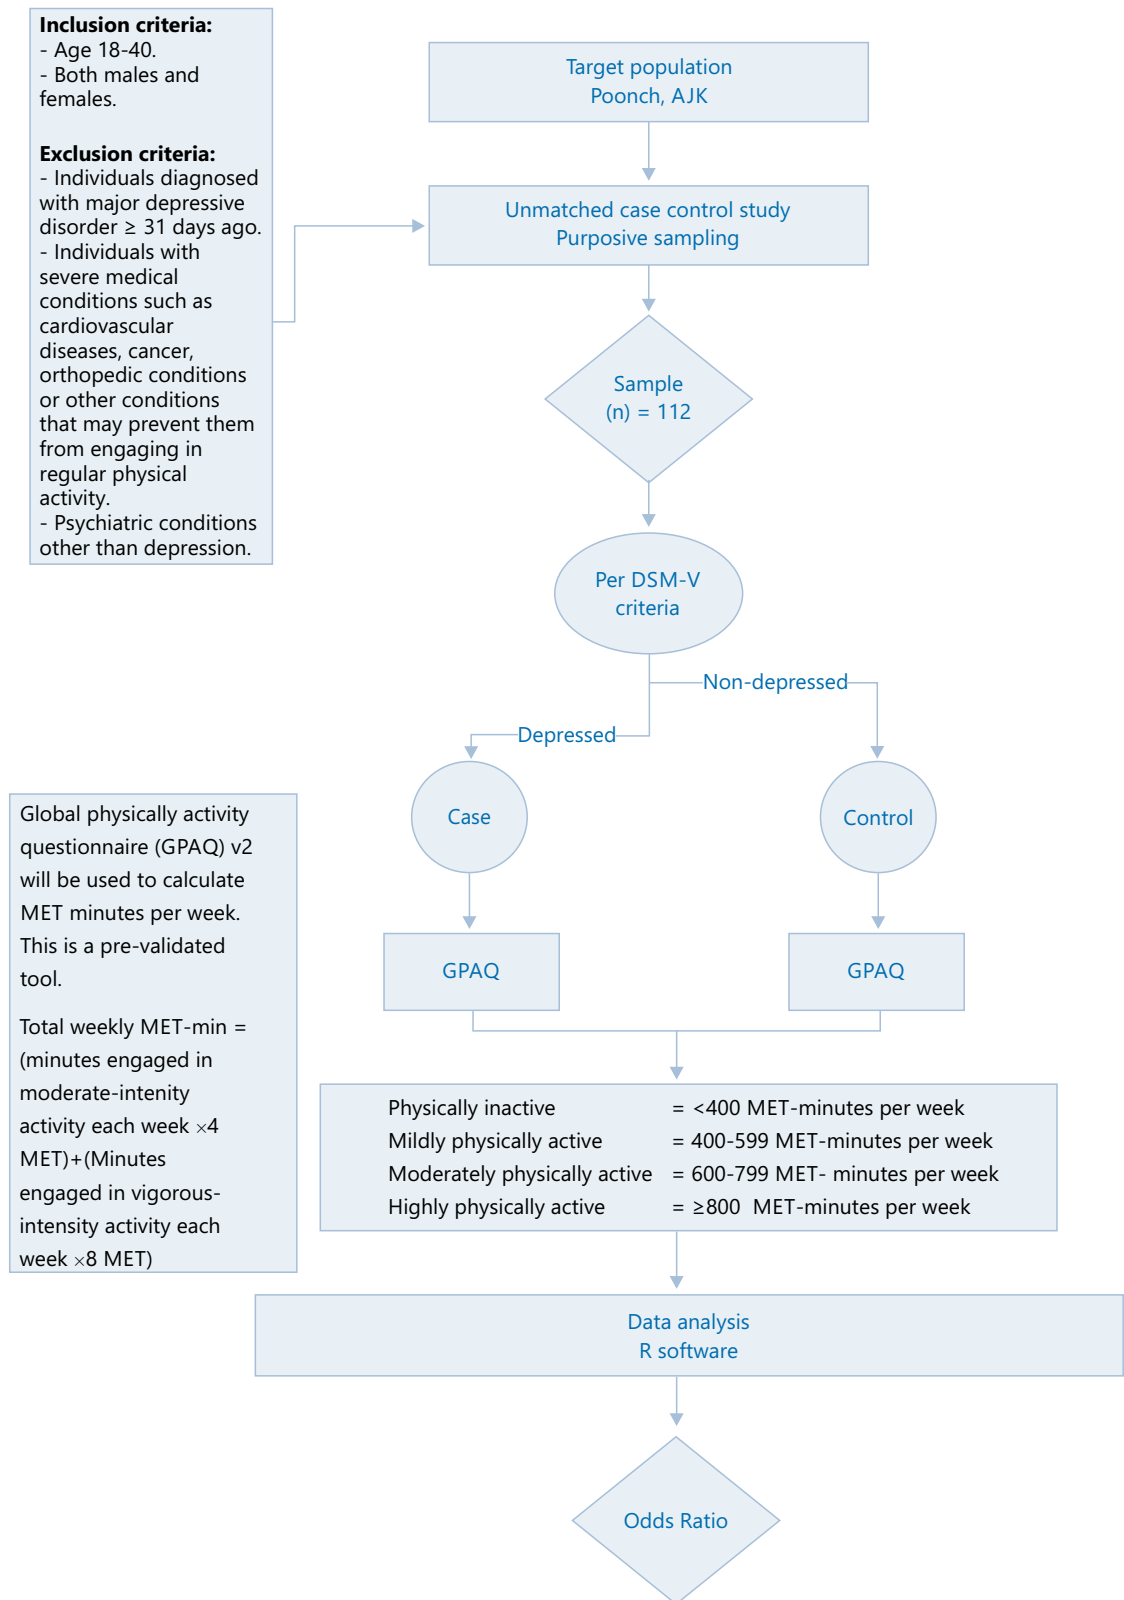 Inclusion criteria:
- Age 18-40.
- Both males and
females.
Exclusion criteria:
- Individuals diagnosed
with major depressive
disorder ≥ 31 days ago.
- Individuals with
severe medical
conditions such as
cardiovascular
diseases, cancer,
orthopedic conditions
or other conditions
that may prevent them
from engaging in
regular physical
activity.
- Psychiatric conditions
other than depression.
Target population
Poonch, AJK
Unmatched case control study
Purposive sampling
Sample
(n) = 112
Per DSM-V
criteria
Non-depressed
Depressed
Case
Control
Global physically activity
questionnaire (GPAQ) v2
will be used to calculate
MET minutes per week.
This is a pre-validated
tool.
Total weekly MET-min =
(minutes engaged in
moderate-intenity
activity each week ×4
MET)+(Minutes
engaged in vigorous-
intensity activity each
week ×8 MET)
GPAQ
GPAQ
Physically inactive = <400 MET-minutes per week
Mildly physically active = 400-599 MET-minutes per week
Moderately physically active = 600-799 MET- minutes per week
Highly physically active = ≥800 MET-minutes per week
Data analysis
R software
Odds Ratio